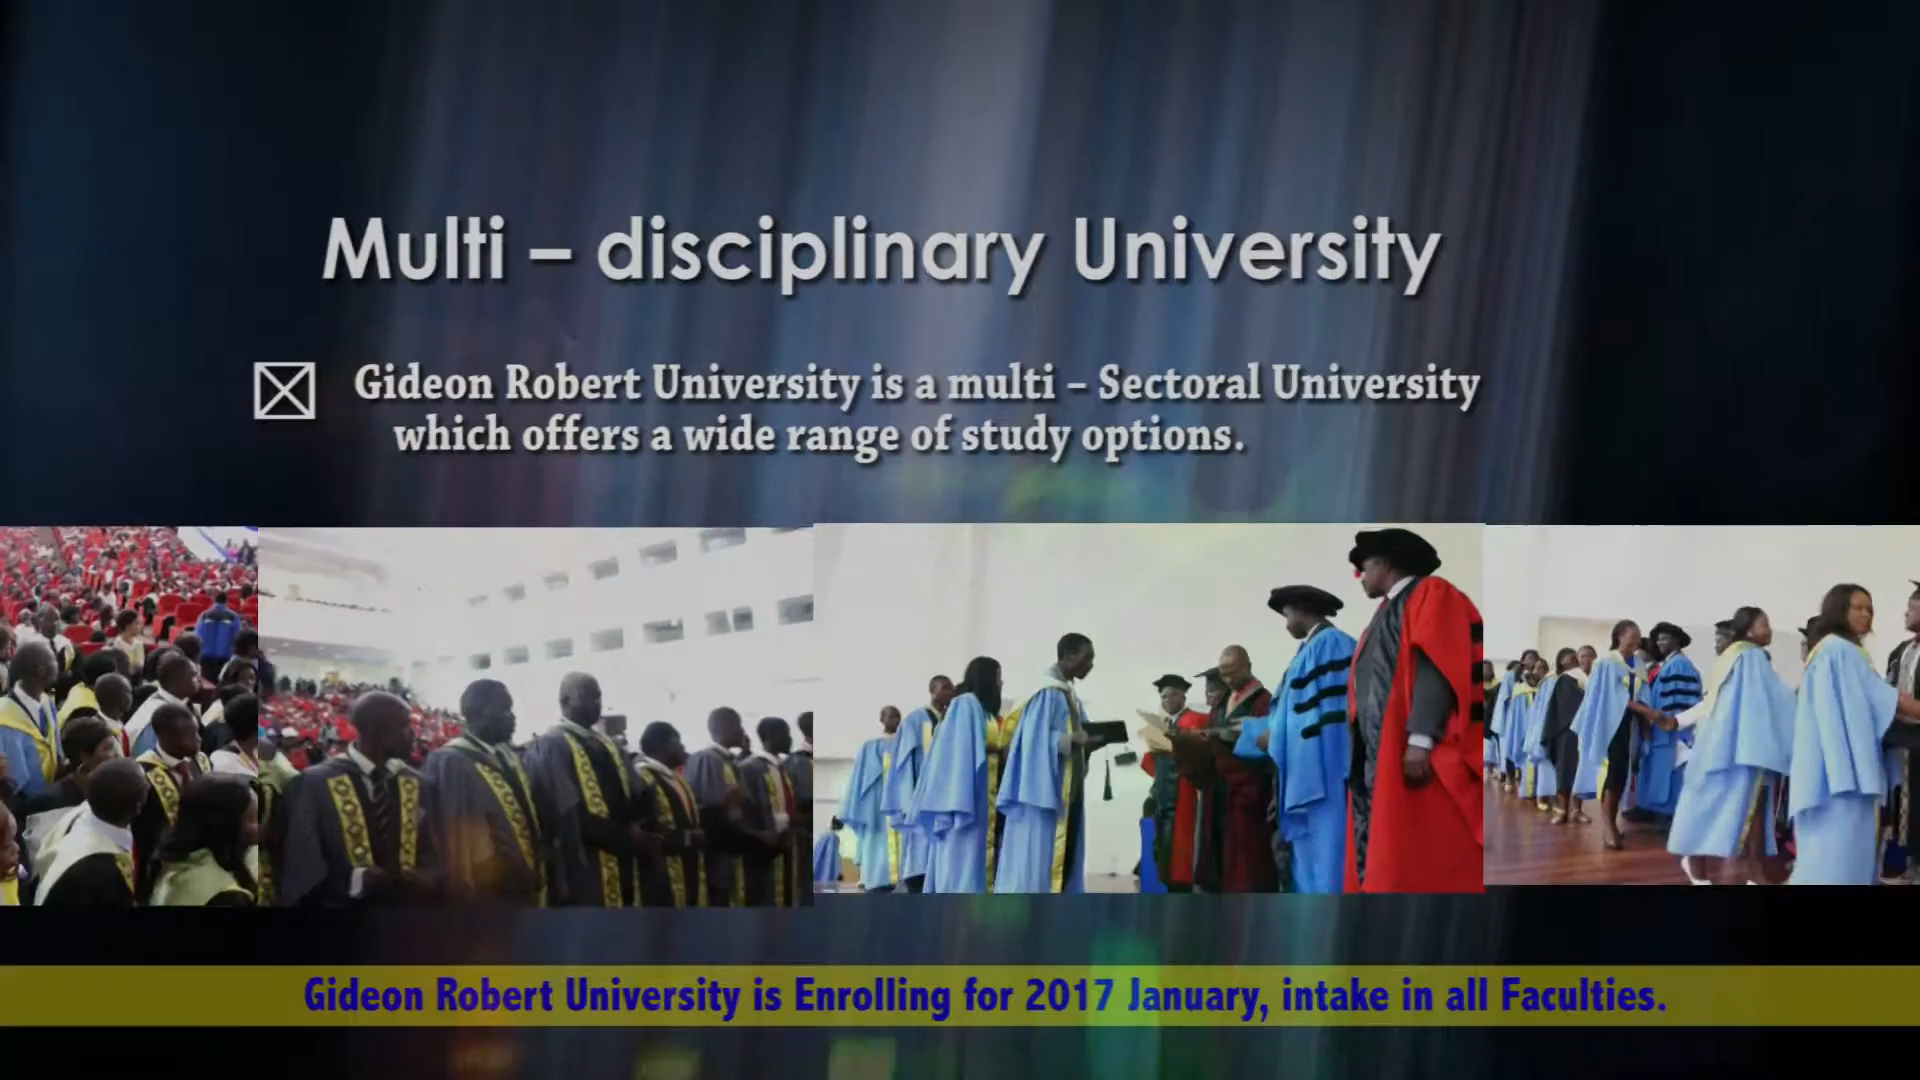 Multi – disciplinary University
Gideon Robert University is a multi – Sectoral University
which offers a wide range of study options.
Gideon Robert University is Enrolling for 2017 January, intake in all Faculties.